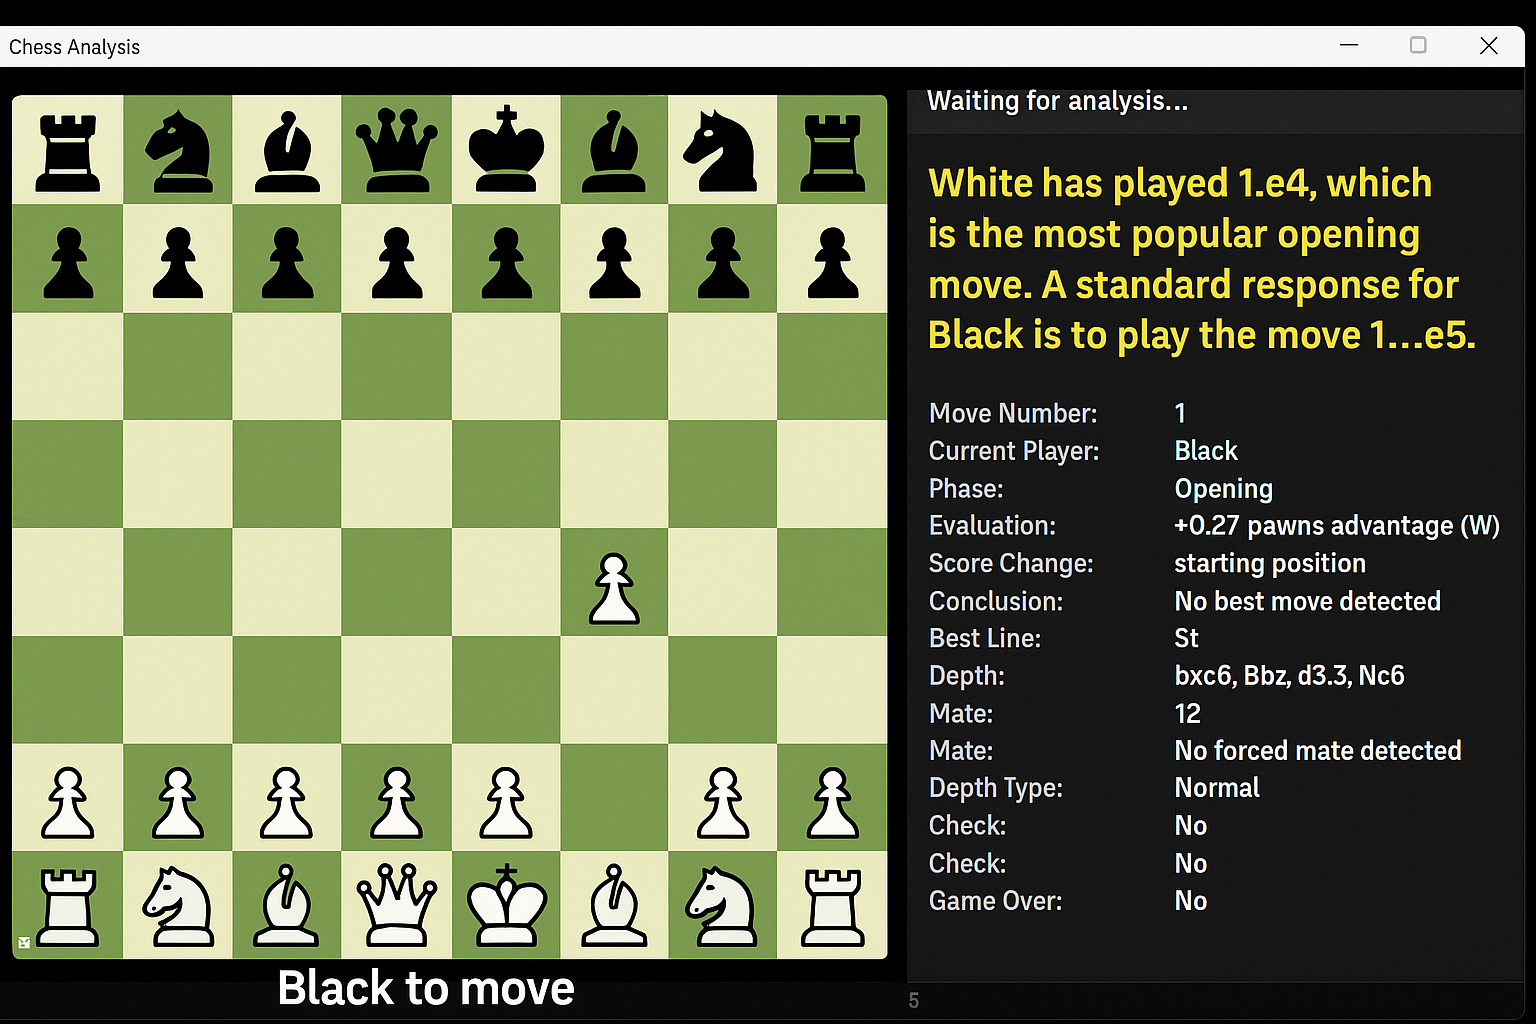 Chess Analysis
Waiting for analysis...
White has played 1.e4, which
is the most popular opening
move. A standard response for
Black is to play the move 1...e5.
Move Number: 1
Current Player: Black
Phase: Opening
Evaluation: +0.27 pawns advantage (W)
Score Change: starting position
Conclusion: No best move detected
Best Line: St
Depth: bxc6, Bbz, d3.3, Nc6
Mate: 12
Mate: No forced mate detected
Depth Type: Normal
Check: No
Check: No
Game Over: No
Black to move
5